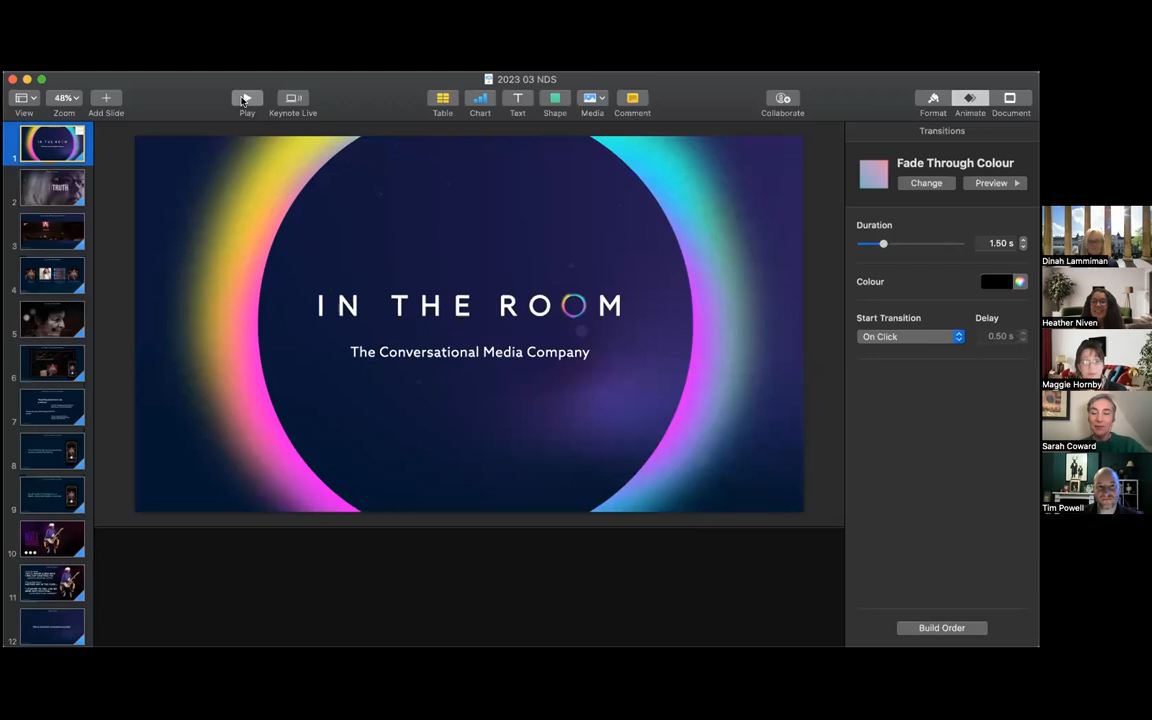 2023 03 NDS
48%
View
Zoom
Add Slide
Play
Keynote Live
Table
Chart
Text
Shape
Media
Comment
Collaborate
Format
Animate
Document
Transitions
Fade Through Colour
Change
Preview
Duration
1.50 s
Colour
Start Transition
Delay
On Click
0.50 s
Build Order
IN THE ROOM
The Conversational Media Company
1
2
TRUTH
3
4
5
6
7
8
9
10
11
12
Dinah Lammiman
Heather Niven
Maggie Hornby
Sarah Coward
Tim Powell